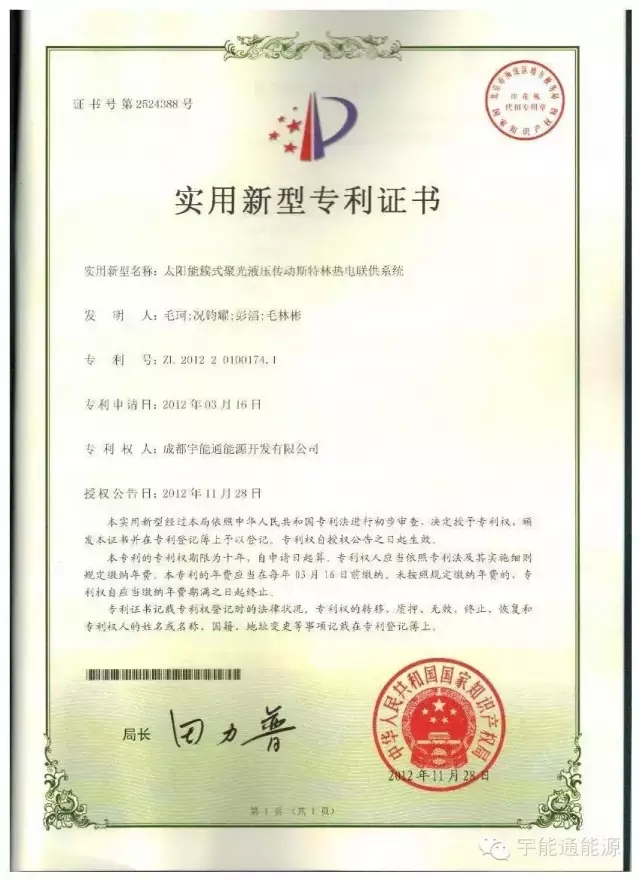 证书号第2524388号
印花税
代扣专用章
国家知识产权局
实用新型专利证书
实用新型名称：太阳能簇式聚光液压传动斯特林热电联供系统
发明人：毛珂;况钧耀;彭滔;毛林彬
专利号：ZL 2012 2 0100174.1
专利申请日：2012年03月16日
专利权人：成都宇能通能源开发有限公司
授权公告日：2012年11月28日
本实用新型经过本局依照中华人民共和国专利法进行初步审查，决定授予专利权，颁
发本证书并在专利登记簿上予以登记。专利权自授权公告之日起生效。
本专利的专利权期限为十年，自申请日起算。专利权人应当依照专利法及其实施细则
规定缴纳年费。本专利的年费应当在每年03月16日前缴纳。未按照规定缴纳年费的，专
利权自应当缴纳年费期满之日起终止。
专利证书记载专利权登记时的法律状况。专利权的转移、质押、无效、终止、恢复和
专利权人的姓名或名称、国籍、地址变更等事项记载在专利登记簿上。
局长
田力普
中华人民共和国国家知识产权局
2012年11月28日
第1页（共1页）
宇能通能源